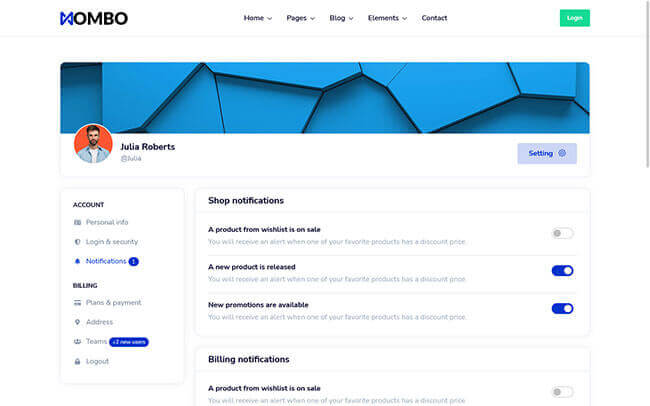 MOMBO
Home Pages Blog Elements Contact Login
Julia Roberts
@Julia
Setting
ACCOUNT
Personal info
Login & security
Notifications 1
BILLING
Plans & payment
Address
Teams +2 new users
Logout
Shop notifications
A product from wishlist is on sale
You will receive an alert when one of your favorite products has a discount price.
A new product is released
You will receive an alert when one of your favorite products has a discount price.
New promotions are available
You will receive an alert when one of your favorite products has a discount price.
Billing notifications
A product from wishlist is on sale
You will receive an alert when one of your favorite products has a discount price.